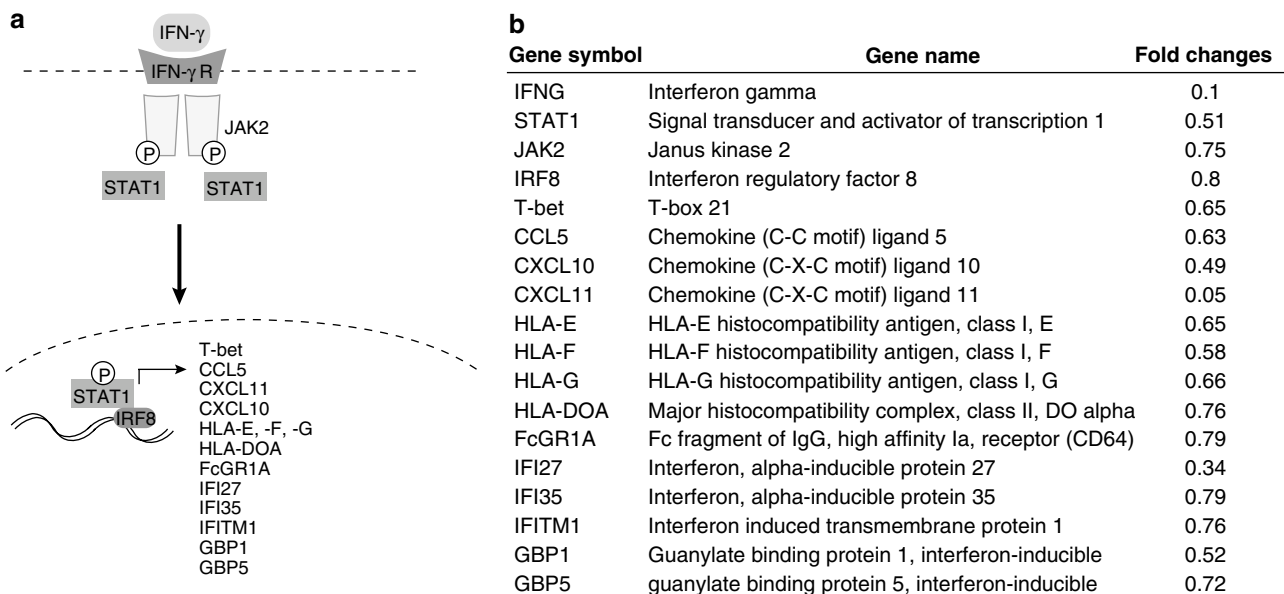 a
IFN-γ
IFN-γ R
JAK2
P
P
STAT1
STAT1
P
STAT1
IRF8
T-bet
CCL5
CXCL11
CXCL10
HLA-E, -F, -G
HLA-DOA
FcGR1A
IFI27
IFI35
IFITM1
GBP1
GBP5
b
Gene symbol Gene name Fold changes
IFNG Interferon gamma 0.1
STAT1 Signal transducer and activator of transcription 1 0.51
JAK2 Janus kinase 2 0.75
IRF8 Interferon regulatory factor 8 0.8
T-bet T-box 21 0.65
CCL5 Chemokine (C-C motif) ligand 5 0.63
CXCL10 Chemokine (C-X-C motif) ligand 10 0.49
CXCL11 Chemokine (C-X-C motif) ligand 11 0.05
HLA-E HLA-E histocompatibility antigen, class I, E 0.65
HLA-F HLA-F histocompatibility antigen, class I, F 0.58
HLA-G HLA-G histocompatibility antigen, class I, G 0.66
HLA-DOA Major histocompatibility complex, class II, DO alpha 0.76
FcGR1A Fc fragment of IgG, high affinity Ia, receptor (CD64) 0.79
IFI27 Interferon, alpha-inducible protein 27 0.34
IFI35 Interferon, alpha-inducible protein 35 0.79
IFITM1 Interferon induced transmembrane protein 1 0.76
GBP1 Guanylate binding protein 1, interferon-inducible 0.52
GBP5 guanylate binding protein 5, interferon-inducible 0.72